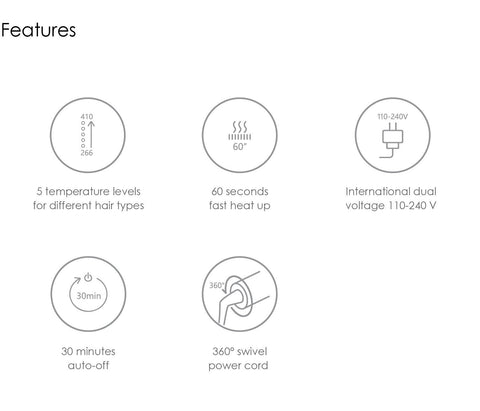 Features
410
266
5 temperature levels
for different hair types
60"
60 seconds
fast heat up
110-240V
International dual
voltage 110-240 V
30min
30 minutes
auto-off
360°
360° swivel
power cord